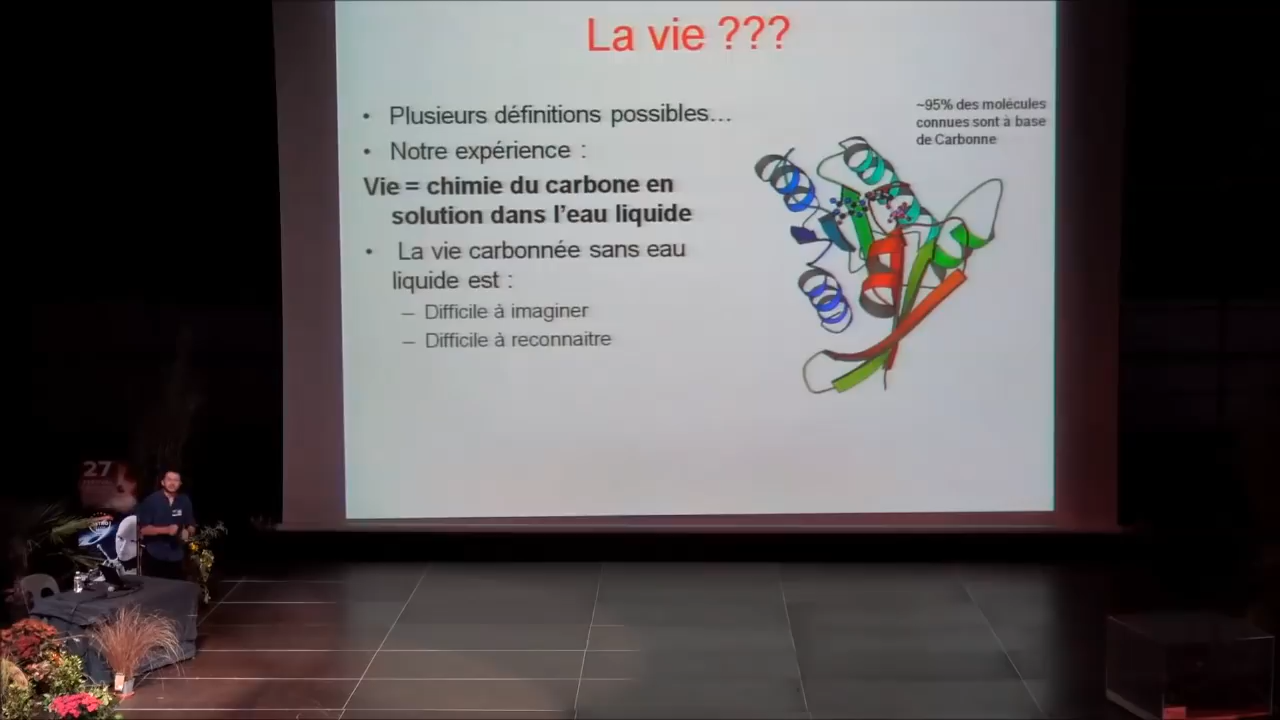 La vie ???
• Plusieurs définitions possibles...
• Notre expérience :
Vie = chimie du carbone en
solution dans l'eau liquide
• La vie carbonnée sans eau
liquide est :
– Difficile à imaginer
– Difficile à reconnaitre
~95% des molécules
connues sont à base
de Carbonne
27